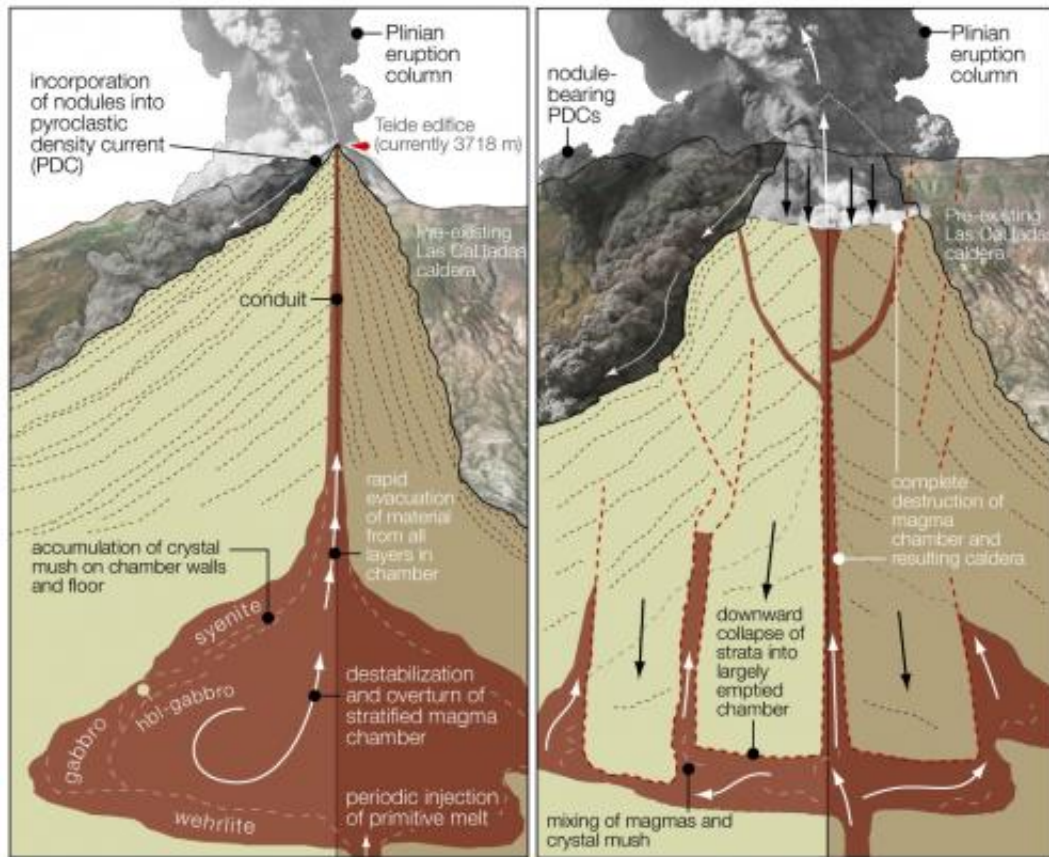 Plinian
eruption
column
incorporation
of nodules into
pyroclastic
density current
(PDC)
Teide edifice
(currently 3718 m)
Pre-existing
Las Cañadas
caldera
conduit
rapid
evacuation
of material
from all
layers in
chamber
accumulation of crystal
mush on chamber walls
and floor
syenite
hbl-gabbro
gabbro
wehrlite
destabilization
and overturn of
stratified magma
chamber
periodic injection
of primitive melt
Plinian
eruption
column
nodule-
bearing
PDCs
Pre-existing
Las Cañadas
caldera
complete
destruction of
magma
chamber and
resulting caldera
downward
collapse of
strata into
largely
emptied
chamber
mixing of magmas and
crystal mush